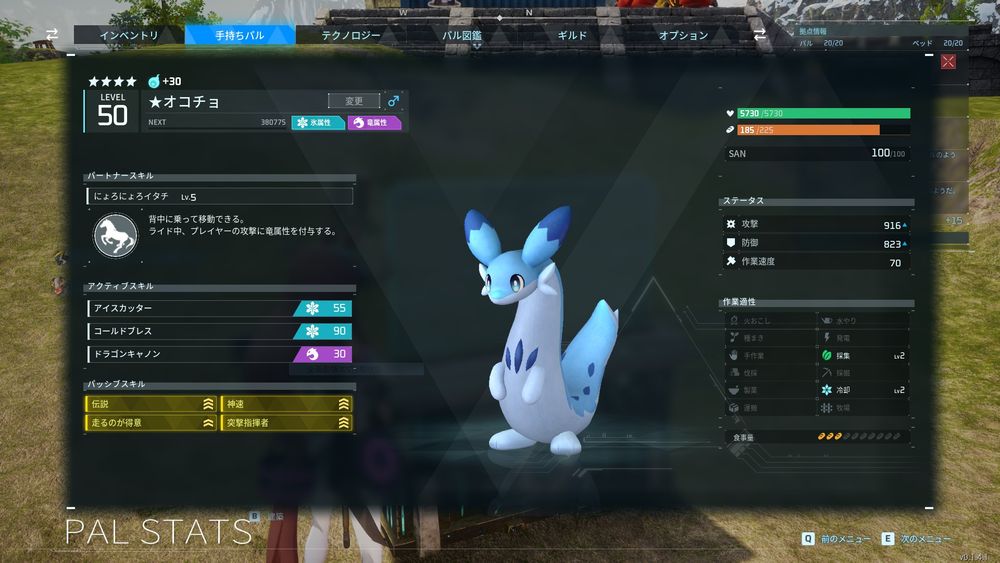 W N
インベントリ 手持ちパル テクノロジー パル図鑑 ギルド オプション
拠点情報
パル 20/20 ベッド 20/20
+30
LEVEL
50
★オコチョ 変更
NEXT 380775 氷属性 竜属性
5730/5730
185/225
SAN 100/100
パートナースキル
にょろにょろイタチ Lv.5
背中に乗って移動できる。
ライド中、プレイヤーの攻撃に竜属性を付与する。
アクティブスキル
アイスカッター 55
コールドブレス 90
ドラゴンキャノン 30
パッシブスキル
伝説 神速
走るのが得意 突撃指揮者
ステータス
攻撃 916
防御 823
作業速度 70
作業適性
火おこし 水やり
種まき 発電
手作業 採集 Lv2
伐採 採掘
製薬 冷却 Lv2
運搬 牧場
食事量
+15
PAL STATS
B
Q 前のメニュー E 次のメニュー